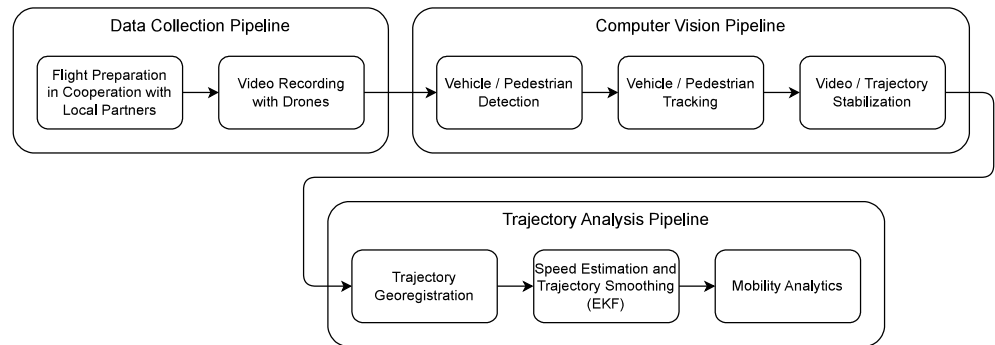 Data Collection Pipeline
Flight Preparation
in Cooperation with
Local Partners
Video Recording
with Drones
Computer Vision Pipeline
Vehicle / Pedestrian
Detection
Vehicle / Pedestrian
Tracking
Video / Trajectory
Stabilization
Trajectory Analysis Pipeline
Trajectory
Georegistration
Speed Estimation and
Trajectory Smoothing
(EKF)
Mobility Analytics